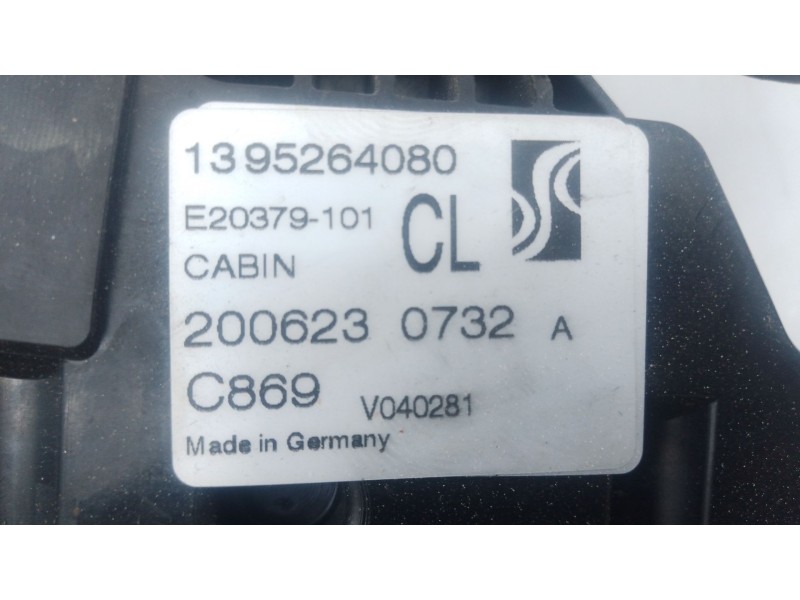 1395264080
E20379-101
CL
CABIN
200623 0732 A
C869 V040281
Made in Germany